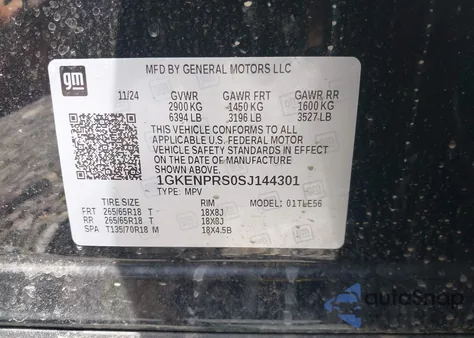 gm
MFD BY GENERAL MOTORS LLC
11/24 GVWR GAWR FRT GAWR RR
2900 KG 1450 KG 1600 KG
6394 LB 3196 LB 3527 LB
THIS VEHICLE CONFORMS TO ALL
APPLICABLE U.S. FEDERAL MOTOR
VEHICLE SAFETY STANDARDS IN EFFECT
ON THE DATE OF MANUFACTURE
SHOWN ABOVE.
1GKENPRS0SJ144301
TYPE: MPV
TIRE SIZE RIM MODEL: 01TLE56
FRT 265/65R18 T 18X8J
RR 265/65R18 T 18X8J
SPA T135/70R18 M 18X4.5B
autoSnap